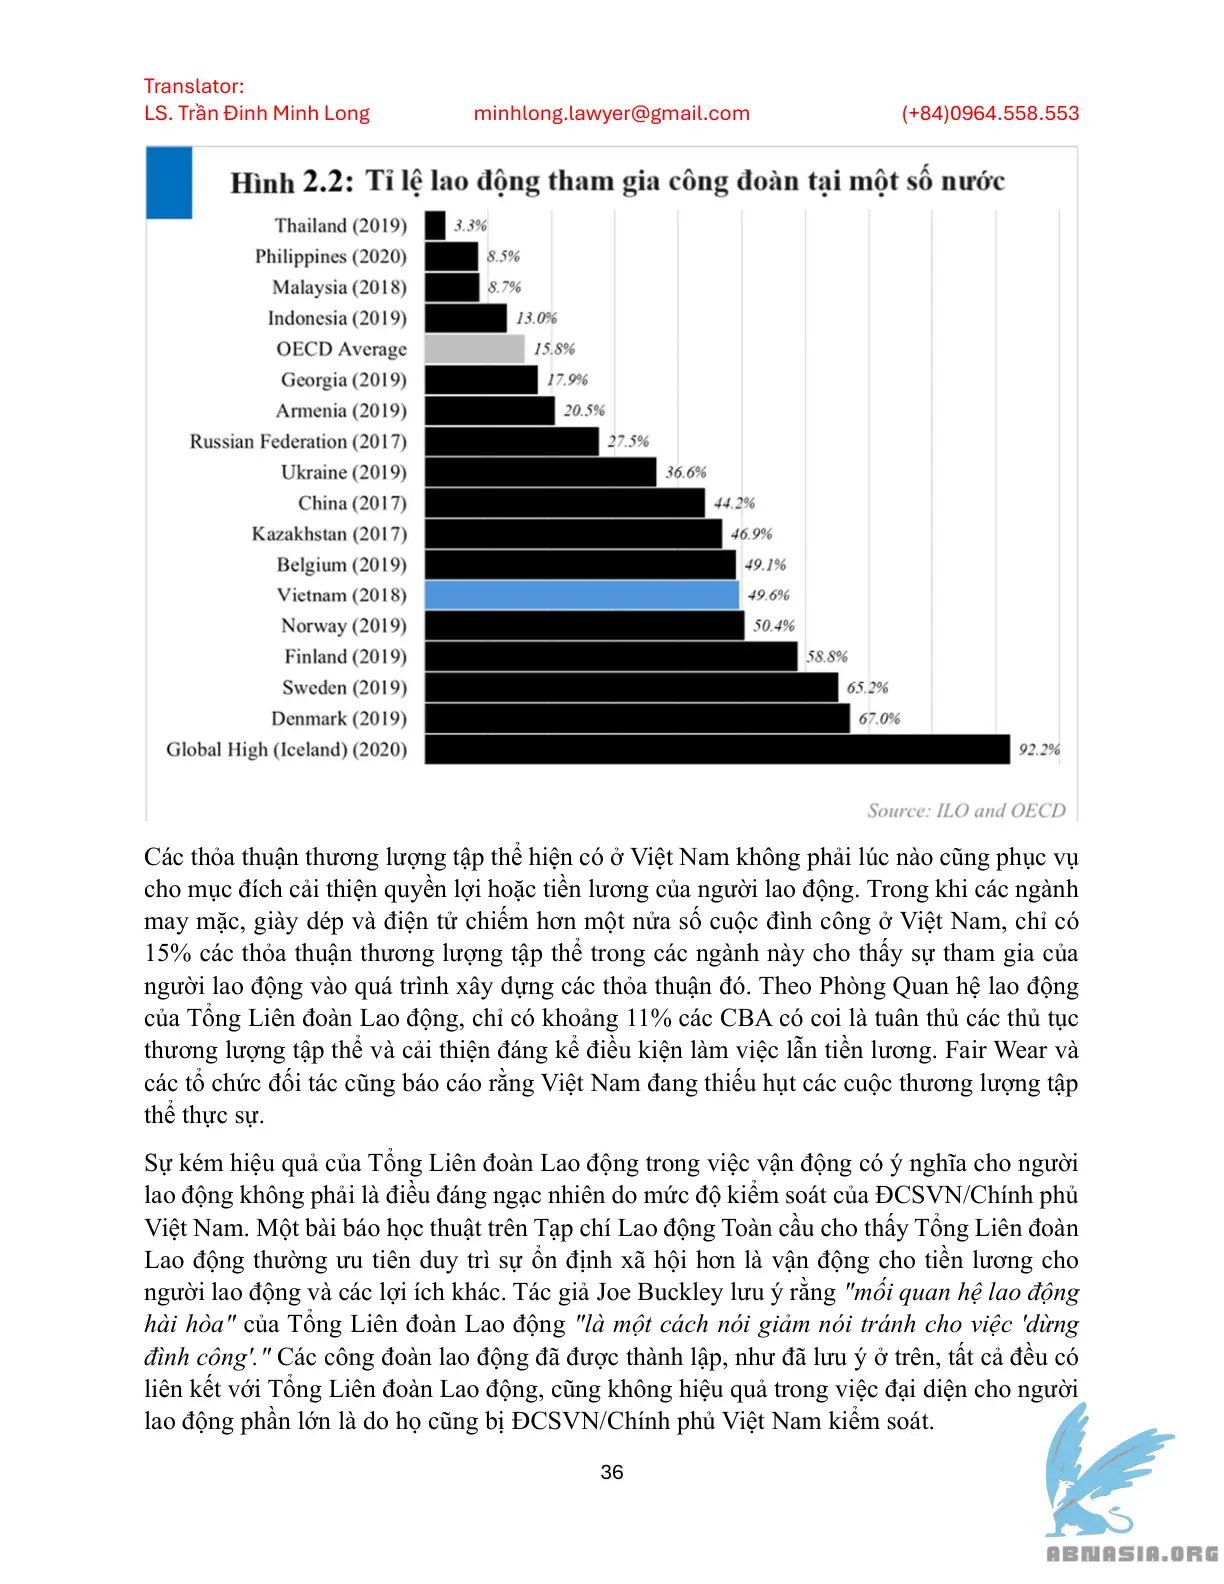 Translator:
LS. Trần Đình Minh Long minhlong.lawyer@gmail.com (+84)0964.558.553
Hình 2.2: Tỉ lệ lao động tham gia công đoàn tại một số nước
Thailand (2019) 3.3%
Philippines (2020) 8.5%
Malaysia (2018) 8.7%
Indonesia (2019) 13.0%
OECD Average 15.8%
Georgia (2019) 17.9%
Armenia (2019) 20.5%
Russian Federation (2017) 27.5%
Ukraine (2019) 36.6%
China (2017) 44.2%
Kazakhstan (2017) 46.9%
Belgium (2019) 49.1%
Vietnam (2018) 49.6%
Norway (2019) 50.4%
Finland (2019) 58.8%
Sweden (2019) 65.2%
Denmark (2019) 67.0%
Global High (Iceland) (2020) 92.2%
Source: ILO and OECD
Các thỏa thuận thương lượng tập thể hiện có ở Việt Nam không phải lúc nào cũng phục vụ
cho mục đích cải thiện quyền lợi hoặc tiền lương của người lao động. Trong khi các ngành
may mặc, giày dép và điện tử chiếm hơn một nửa số cuộc đình công ở Việt Nam, chỉ có
15% các thỏa thuận thương lượng tập thể trong các ngành này cho thấy sự tham gia của
người lao động vào quá trình xây dựng các thỏa thuận đó. Theo Phòng Quan hệ lao động
của Tổng Liên đoàn Lao động, chỉ có khoảng 11% các CBA có coi là tuân thủ các thủ tục
thương lượng tập thể và cải thiện đáng kể điều kiện làm việc lẫn tiền lương. Fair Wear và
các tổ chức đối tác cũng báo cáo rằng Việt Nam đang thiếu hụt các cuộc thương lượng tập
thể thực sự.
Sự kém hiệu quả của Tổng Liên đoàn Lao động trong việc vận động có ý nghĩa cho người
lao động không phải là điều đáng ngạc nhiên do mức độ kiểm soát của ĐCSVN/Chính phủ
Việt Nam. Một bài báo học thuật trên Tạp chí Lao động Toàn cầu cho thấy Tổng Liên đoàn
Lao động thường ưu tiên duy trì sự ổn định xã hội hơn là vận động cho tiền lương cho
người lao động và các lợi ích khác. Tác giả Joe Buckley lưu ý rằng "mối quan hệ lao động
hài hòa" của Tổng Liên đoàn Lao động "là một cách nói giảm nói tránh cho việc 'dừng
đình công'." Các công đoàn lao động đã được thành lập, như đã lưu ý ở trên, tất cả đều có
liên kết với Tổng Liên đoàn Lao động, cũng không hiệu quả trong việc đại diện cho người
lao động phần lớn là do họ cũng bị ĐCSVN/Chính phủ Việt Nam kiểm soát.
36
ABNASIA.ORG